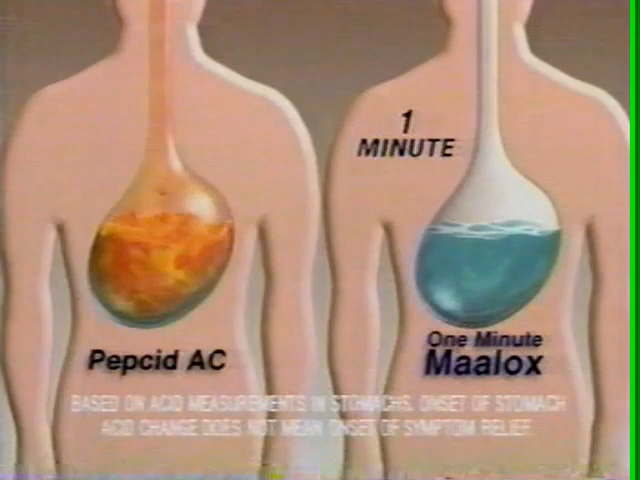 1
MINUTE
Pepcid AC
One Minute
Maalox
BASED ON ACID MEASUREMENTS IN STOMACHS. ONSET OF STOMACH
ACID CHANGE DOES NOT MEAN ONSET OF SYMPTOM RELIEF.